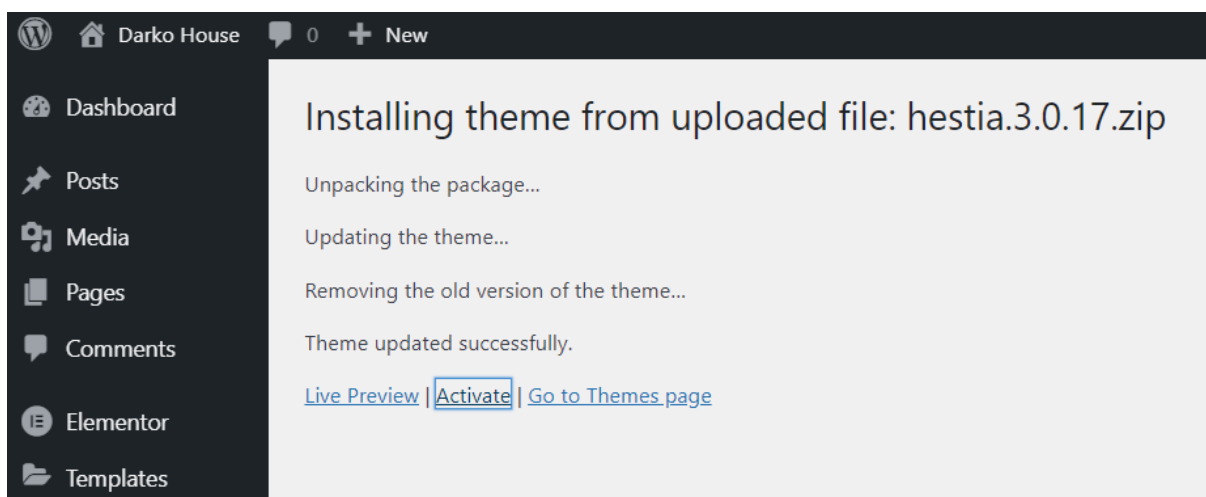 Darko House 0 New
Dashboard
Installing theme from uploaded file: hestia.3.0.17.zip
Posts
Unpacking the package...
Media
Updating the theme...
Pages
Removing the old version of the theme...
Comments
Theme updated successfully.
Live Preview | Activate | Go to Themes page
Elementor
Templates